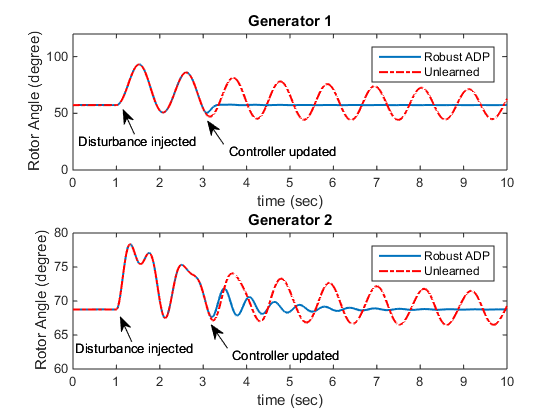 Generator 1
Rotor Angle (degree)
100
50
0
Robust ADP
Unlearned
Disturbance injected
Controller updated
0 1 2 3 4 5 6 7 8 9 10
time (sec)
Generator 2
Rotor Angle (degree)
80
75
70
65
60
Robust ADP
Unlearned
Disturbance injected
Controller updated
0 1 2 3 4 5 6 7 8 9 10
time (sec)